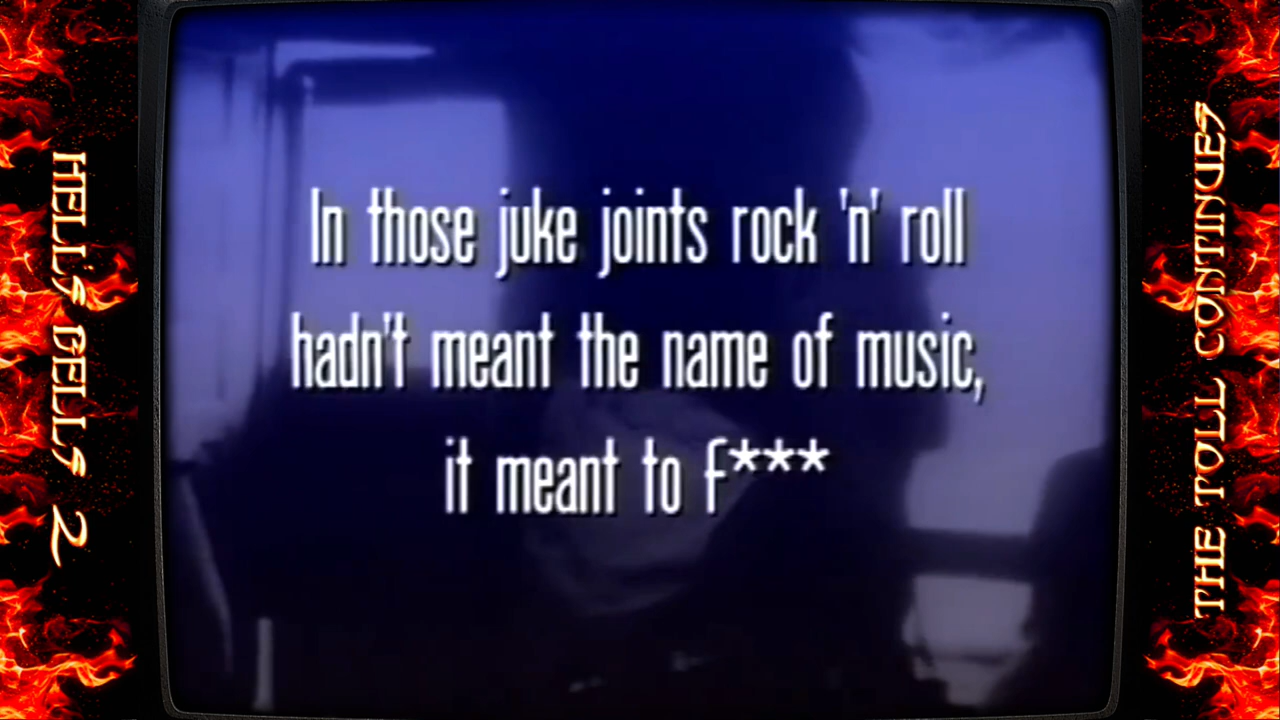 HELL'S BELLS 2
In those juke joints rock 'n' roll
hadn't meant the name of music,
it meant to f***
THE TOLL CONTINUES